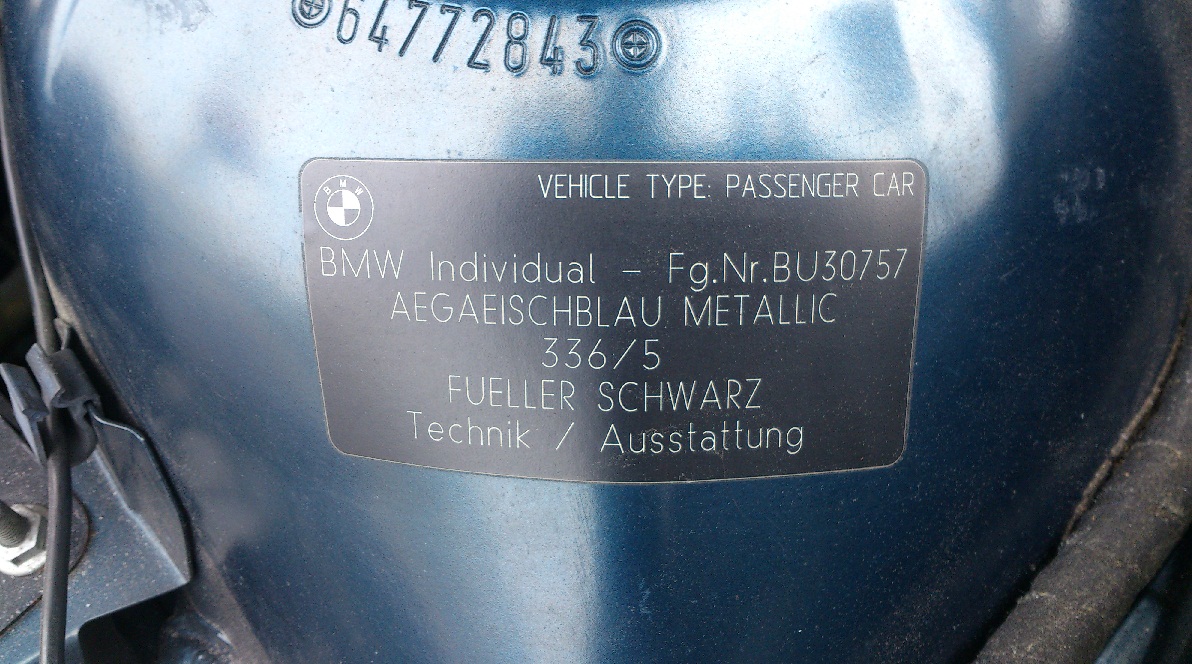 64772843
VEHICLE TYPE: PASSENGER CAR
BMW
BMW Individual - Fg.Nr.BU30757
AEGAEISCHBLAU METALLIC
336/5
FUELLER SCHWARZ
Technik / Ausstattung